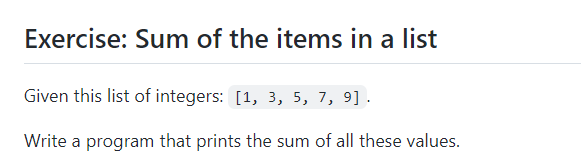 Exercise: Sum of the items in a list
Given this list of integers: [1, 3, 5, 7, 9] .
Write a program that prints the sum of all these values.